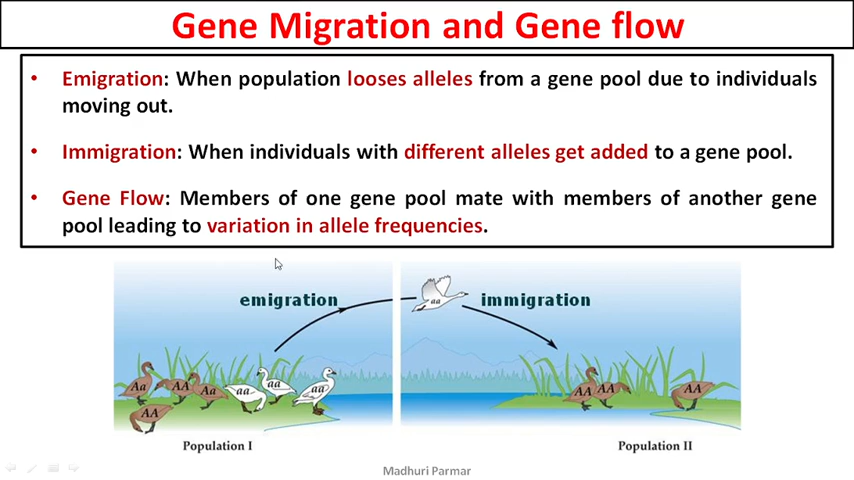 Gene Migration and Gene flow
• Emigration: When population looses alleles from a gene pool due to individuals
moving out.
• Immigration: When individuals with different alleles get added to a gene pool.
• Gene Flow: Members of one gene pool mate with members of another gene
pool leading to variation in allele frequencies.
emigration
aa
immigration
Aa AA Aa aa aa aa
AA
AA AA AA
Population I
Population II
Madhuri Parmar